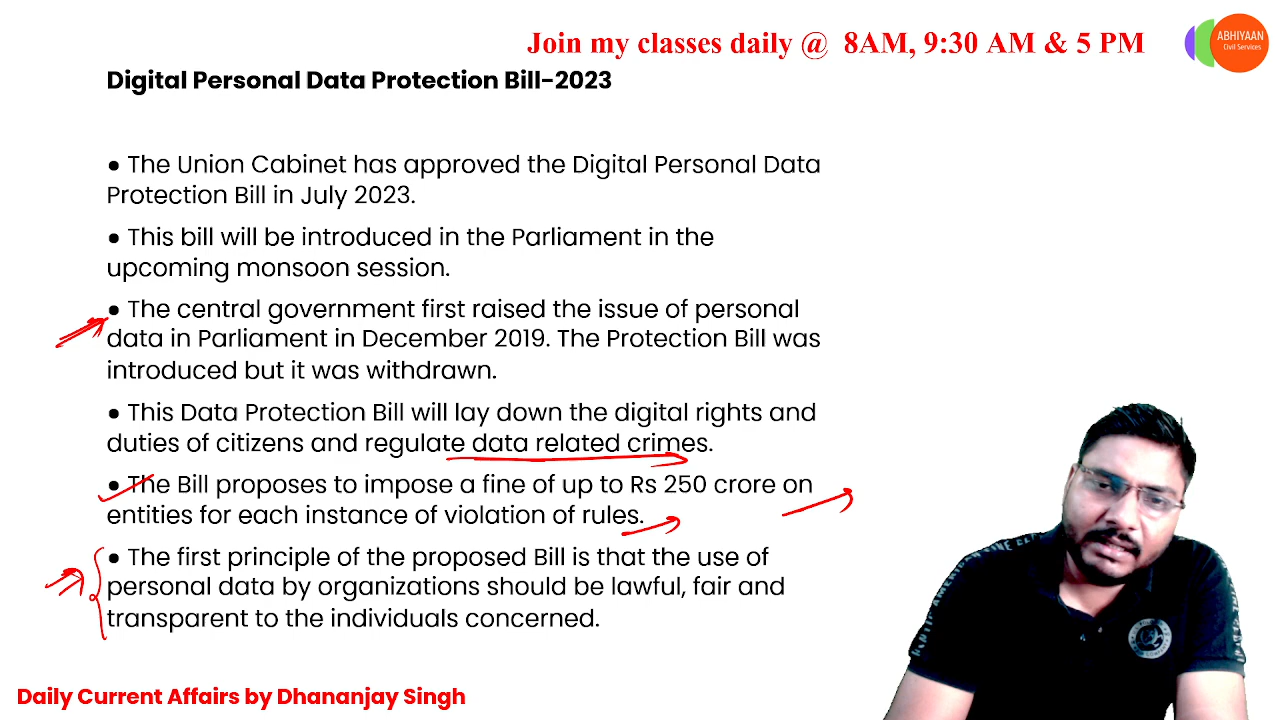 Join my classes daily @ 8AM, 9:30 AM & 5 PM
ABHIYAAN
Civil Services
Digital Personal Data Protection Bill-2023
• The Union Cabinet has approved the Digital Personal Data
Protection Bill in July 2023.
• This bill will be introduced in the Parliament in the
upcoming monsoon session.
• The central government first raised the issue of personal
data in Parliament in December 2019. The Protection Bill was
introduced but it was withdrawn.
• This Data Protection Bill will lay down the digital rights and
duties of citizens and regulate data related crimes.
• The Bill proposes to impose a fine of up to Rs 250 crore on
entities for each instance of violation of rules.
• The first principle of the proposed Bill is that the use of
personal data by organizations should be lawful, fair and
transparent to the individuals concerned.
Daily Current Affairs by Dhananjay Singh